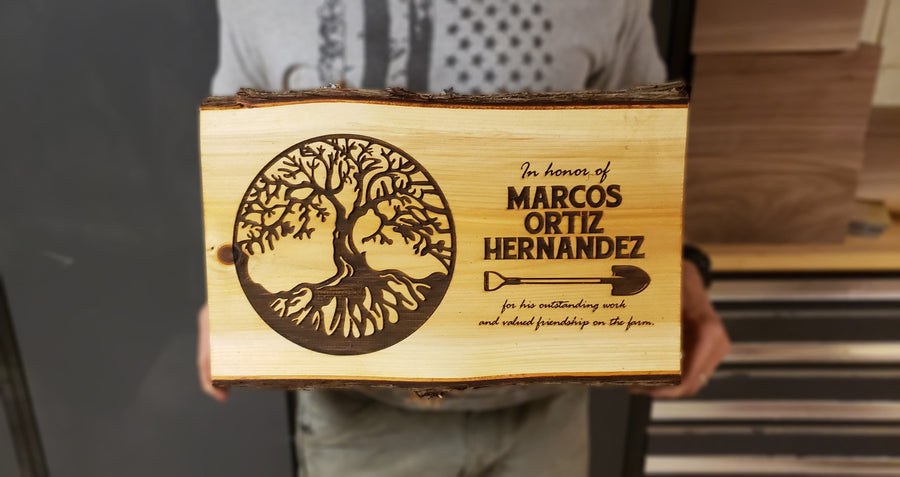 In honor of
MARCOS
ORTIZ
HERNANDEZ
for his outstanding work
and valued friendship on the farm.